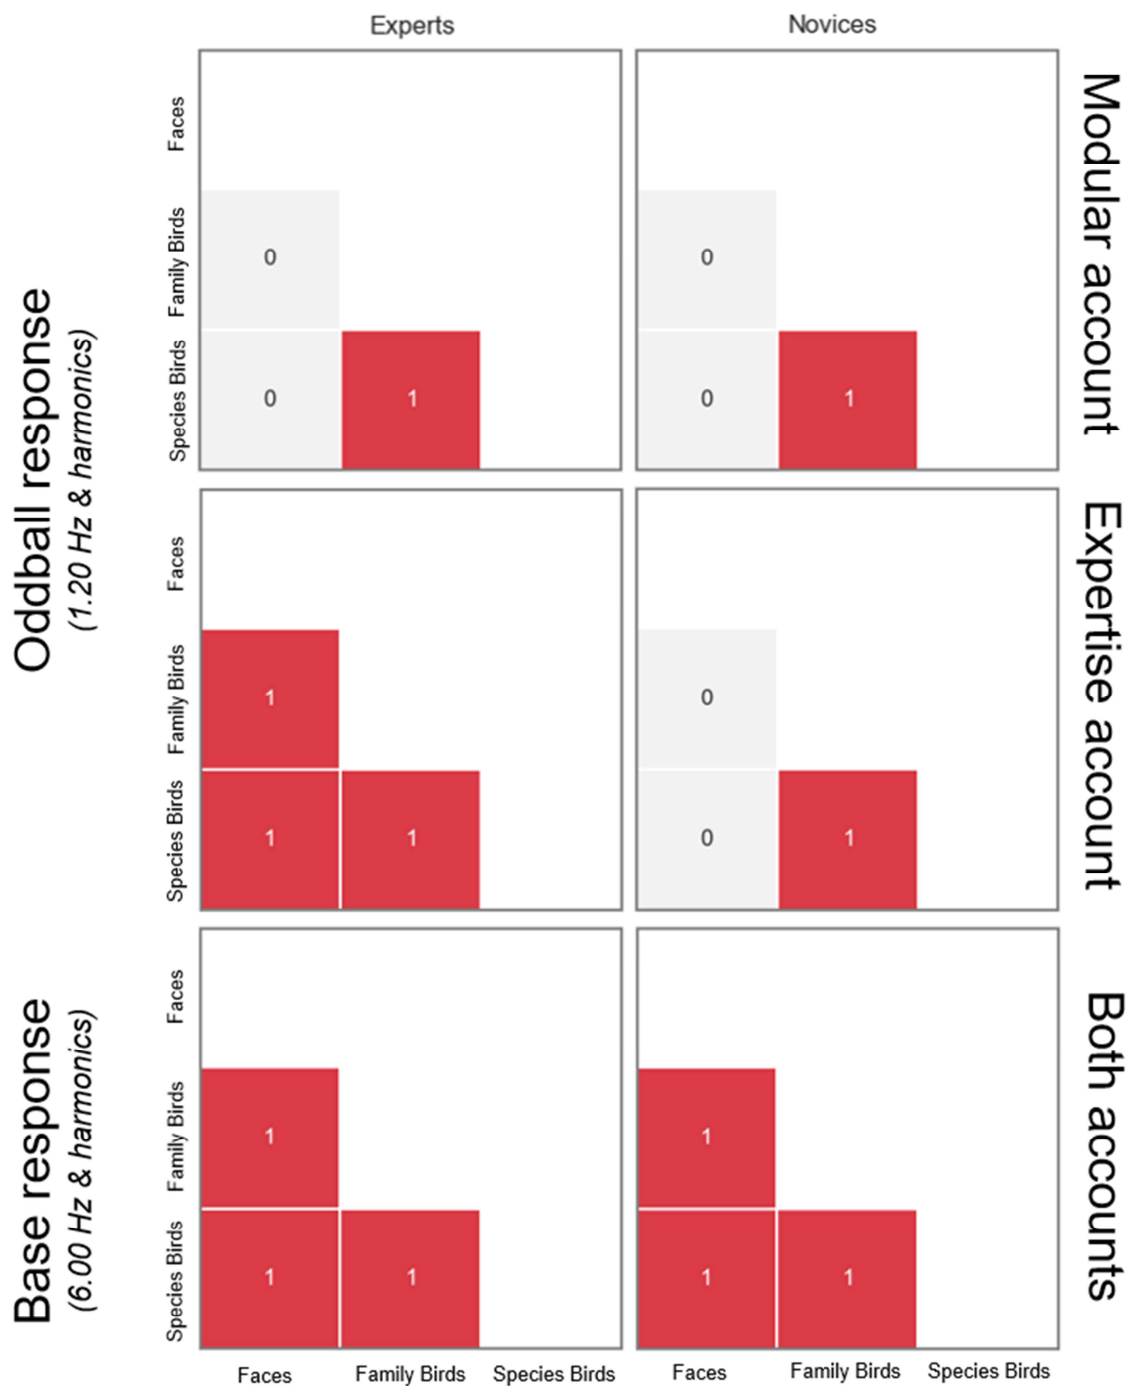 Experts
Novices
Oddball response
(1.20 Hz & harmonics)
Modular account
Faces
Family Birds
Species Birds
0
0
0 1
0 1
Expertise account
Faces
Family Birds
Species Birds
1
0
1 1
0 1
Base response
(6.00 Hz & harmonics)
Both accounts
Faces
Family Birds
Species Birds
1
1
1 1
1 1
Faces Family Birds Species Birds
Faces Family Birds Species Birds